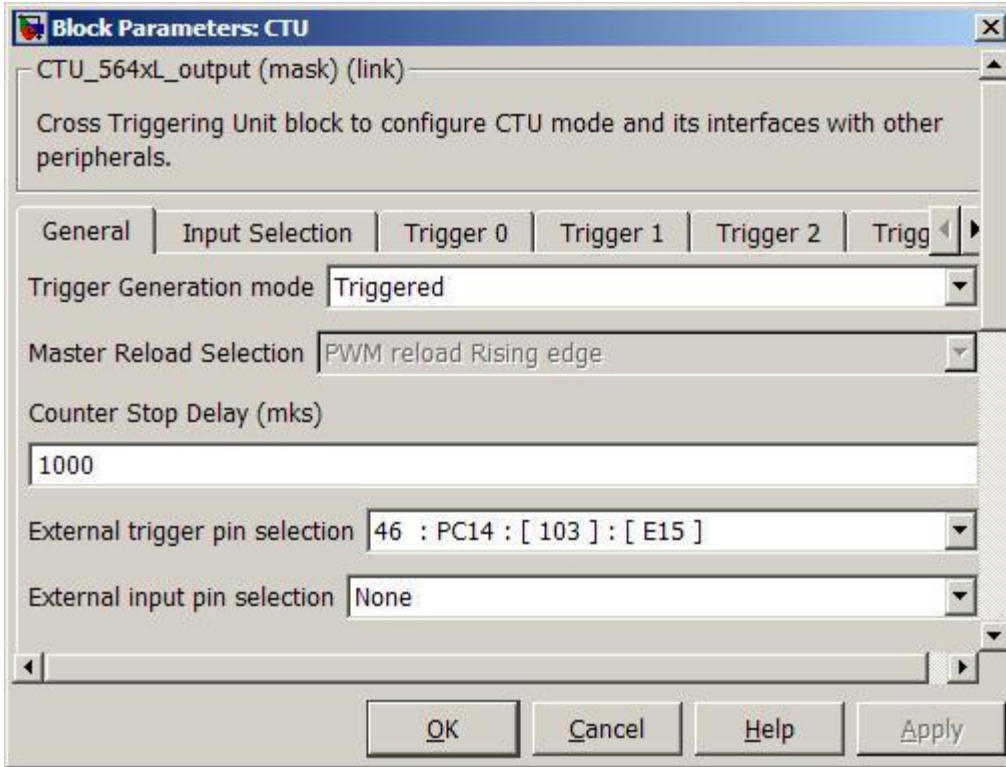 Block Parameters: CTU
CTU_564xL_output (mask) (link)
Cross Triggering Unit block to configure CTU mode and its interfaces with other
peripherals.
General Input Selection Trigger 0 Trigger 1 Trigger 2 Trigg
Trigger Generation mode Triggered
Master Reload Selection PWM reload Rising edge
Counter Stop Delay (mks)
1000
External trigger pin selection 46 : PC14 : [ 103 ] : [ E15 ]
External input pin selection None
OK Cancel Help Apply